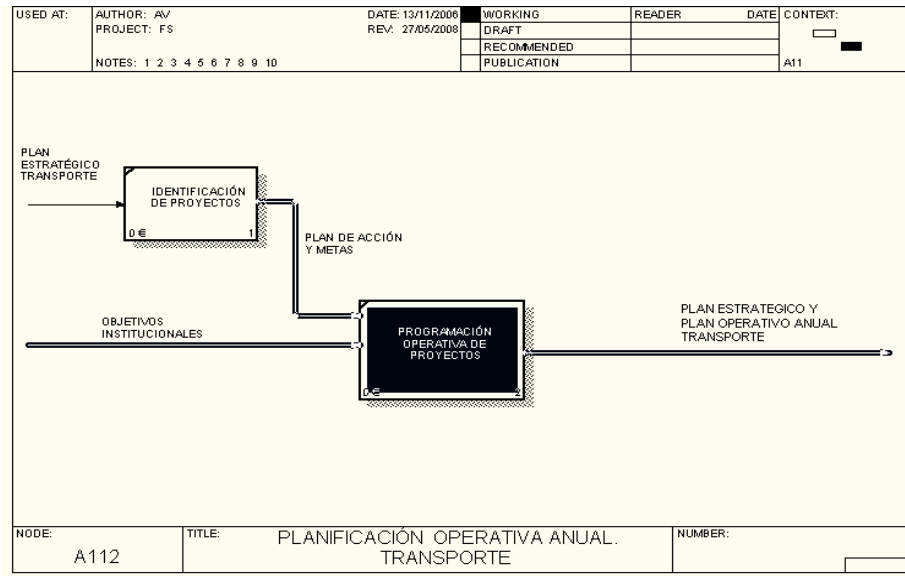 USED AT:
AUTHOR: AV
DATE: 13/11/2006
WORKING
READER
DATE
CONTEXT:
PROJECT: FS
REV: 27/05/2008
DRAFT
RECOMMENDED
NOTES: 1 2 3 4 5 6 7 8 9 10
PUBLICATION
A11
PLAN
ESTRATÉGICO
TRANSPORTE
IDENTIFICACIÓN
DE PROYECTOS
0 €
1
PLAN DE ACCIÓN
Y METAS
OBJETIVOS
INSTITUCIONALES
PROGRAMACIÓN
OPERATIVA DE
PROYECTOS
0 €
2
PLAN ESTRATEGICO Y
PLAN OPERATIVO ANUAL
TRANSPORTE
NODE:
A112
TITLE:
PLANIFICACIÓN OPERATIVA ANUAL.
TRANSPORTE
NUMBER: